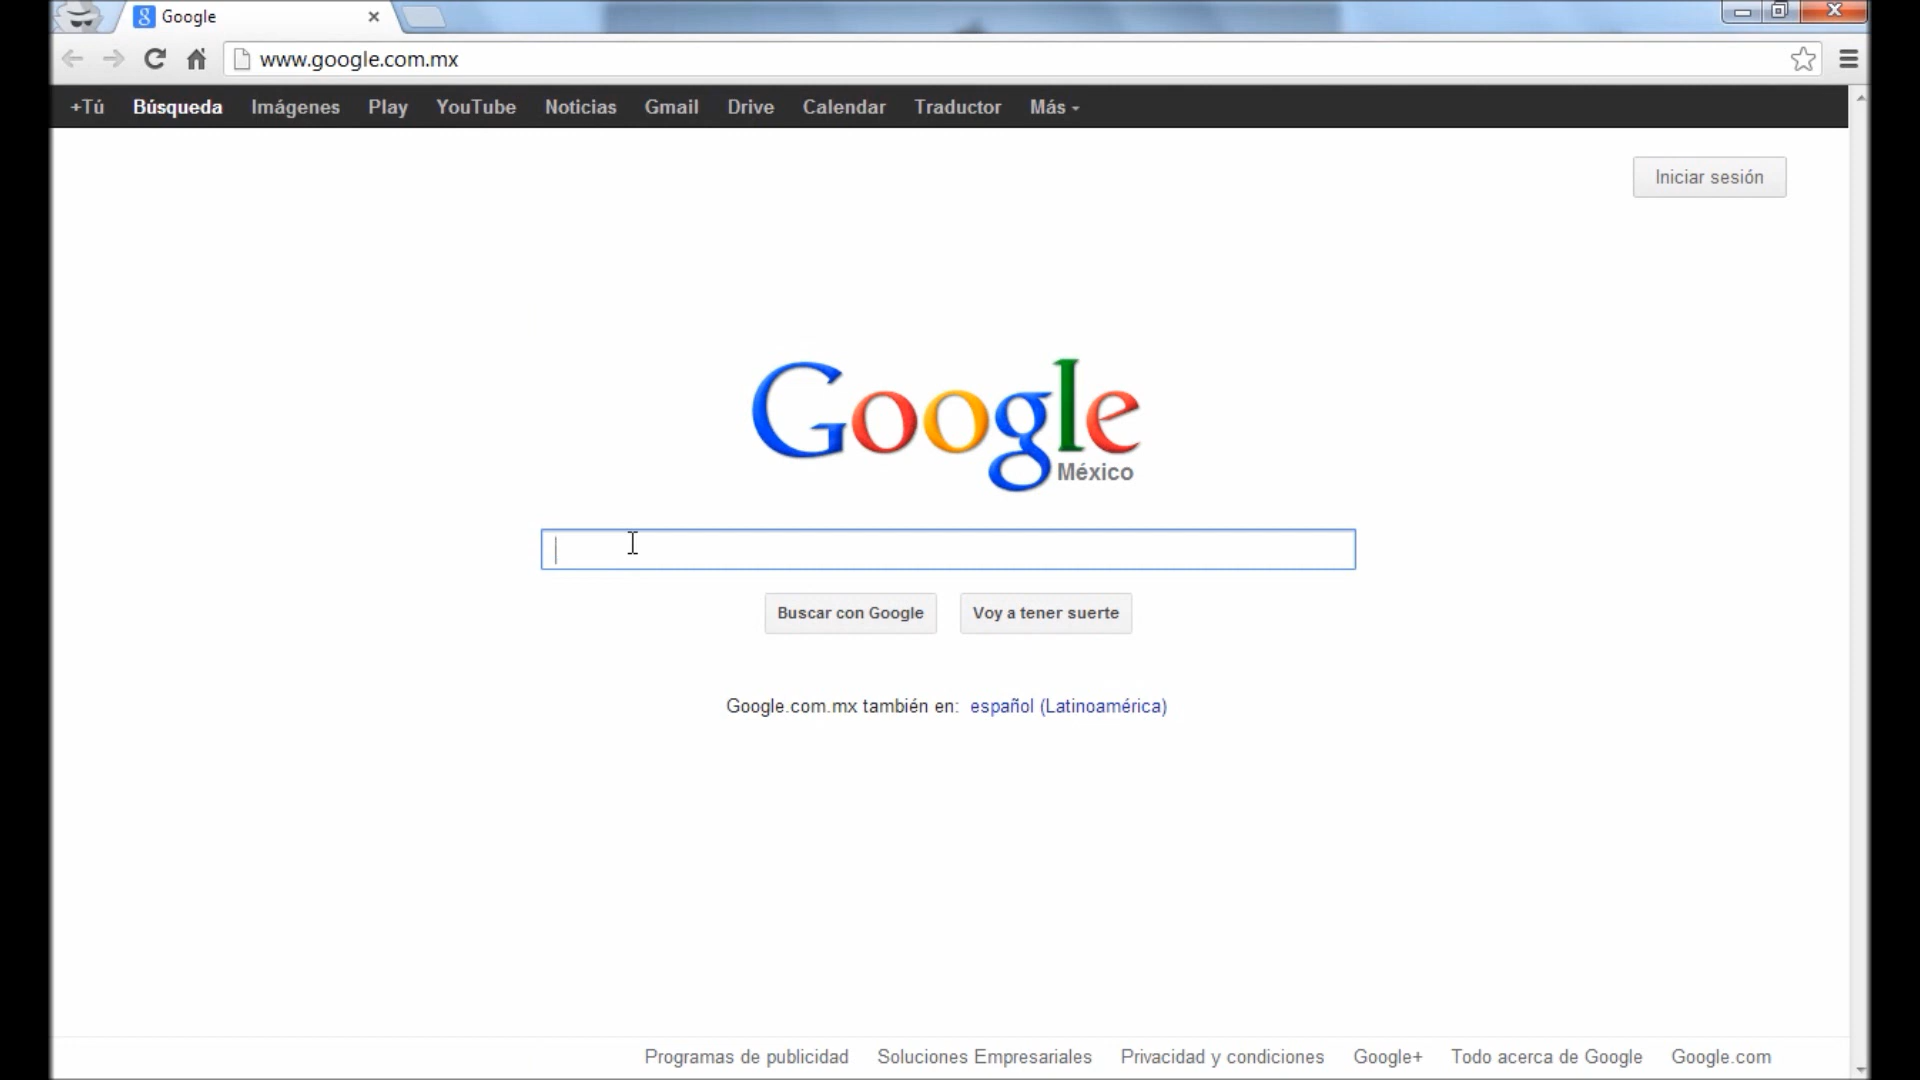 Google
www.google.com.mx
+Tú Búsqueda Imágenes Play YouTube Noticias Gmail Drive Calendar Traductor Más
Iniciar sesión
Google
México
Buscar con Google Voy a tener suerte
Google.com.mx también en: español (Latinoamérica)
Programas de publicidad Soluciones Empresariales Privacidad y condiciones Google+ Todo acerca de Google Google.com